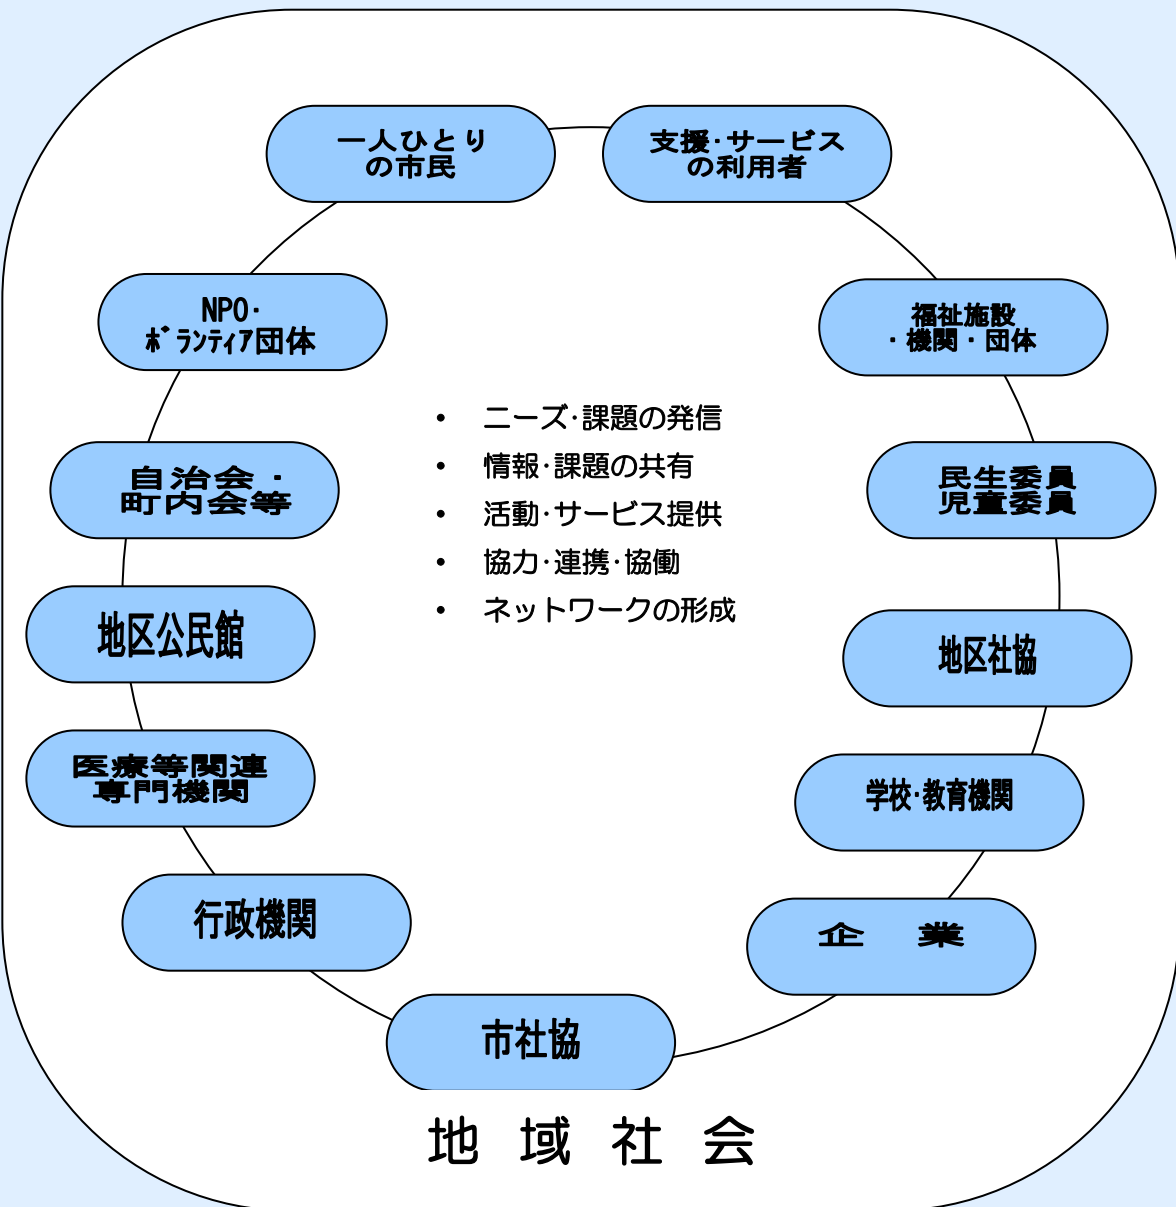 一人ひとり
の市民
支援･サービス
の利用者
NPO･
ﾎﾞﾗﾝﾃｨｱ団体
福祉施設
・機関・団体
自治会・
町内会等
民生委員
児童委員
• ニーズ･課題の発信
• 情報･課題の共有
• 活動･サービス提供
• 協力･連携･協働
• ネットワークの形成
地区公民館
地区社協
医療等関連
専門機関
学校･教育機関
行政機関
企　業
市社協
地 域 社 会